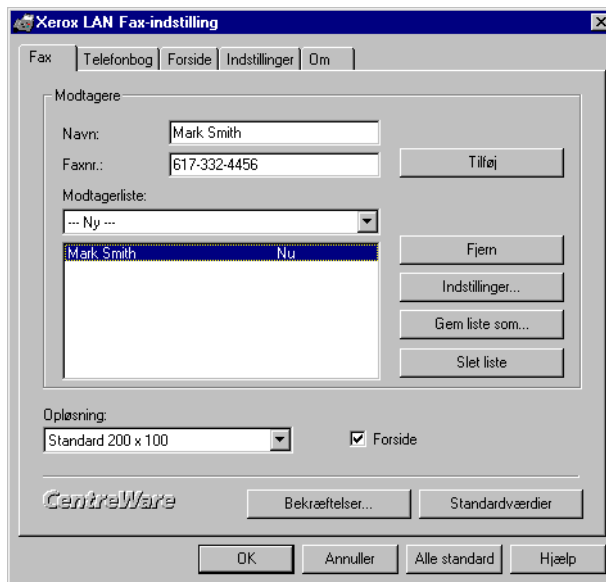 Xerox LAN Fax-indstilling
Fax Telefonbog Forside Indstillinger Om
Modtagere
Navn: Mark Smith
Faxnr.: 617-332-4456 Tilføj
Modtagerliste:
--- Ny ---
Mark Smith Nu
Fjern
Indstillinger...
Gem liste som...
Slet liste
Opløsning:
Standard 200 x 100 Forside
CentreWare Bekræftelser... Standardværdier
OK Annuller Alle standard Hjælp